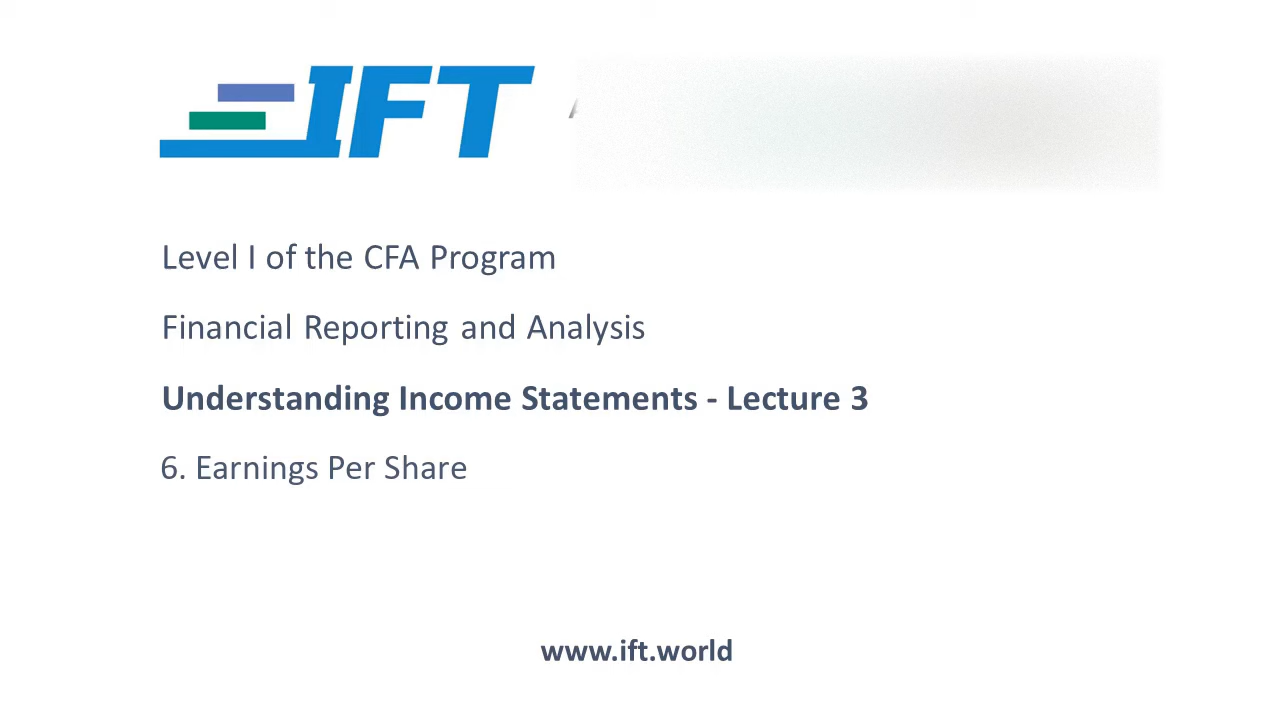 IFT
Level I of the CFA Program
Financial Reporting and Analysis
Understanding Income Statements - Lecture 3
6. Earnings Per Share
www.ift.world